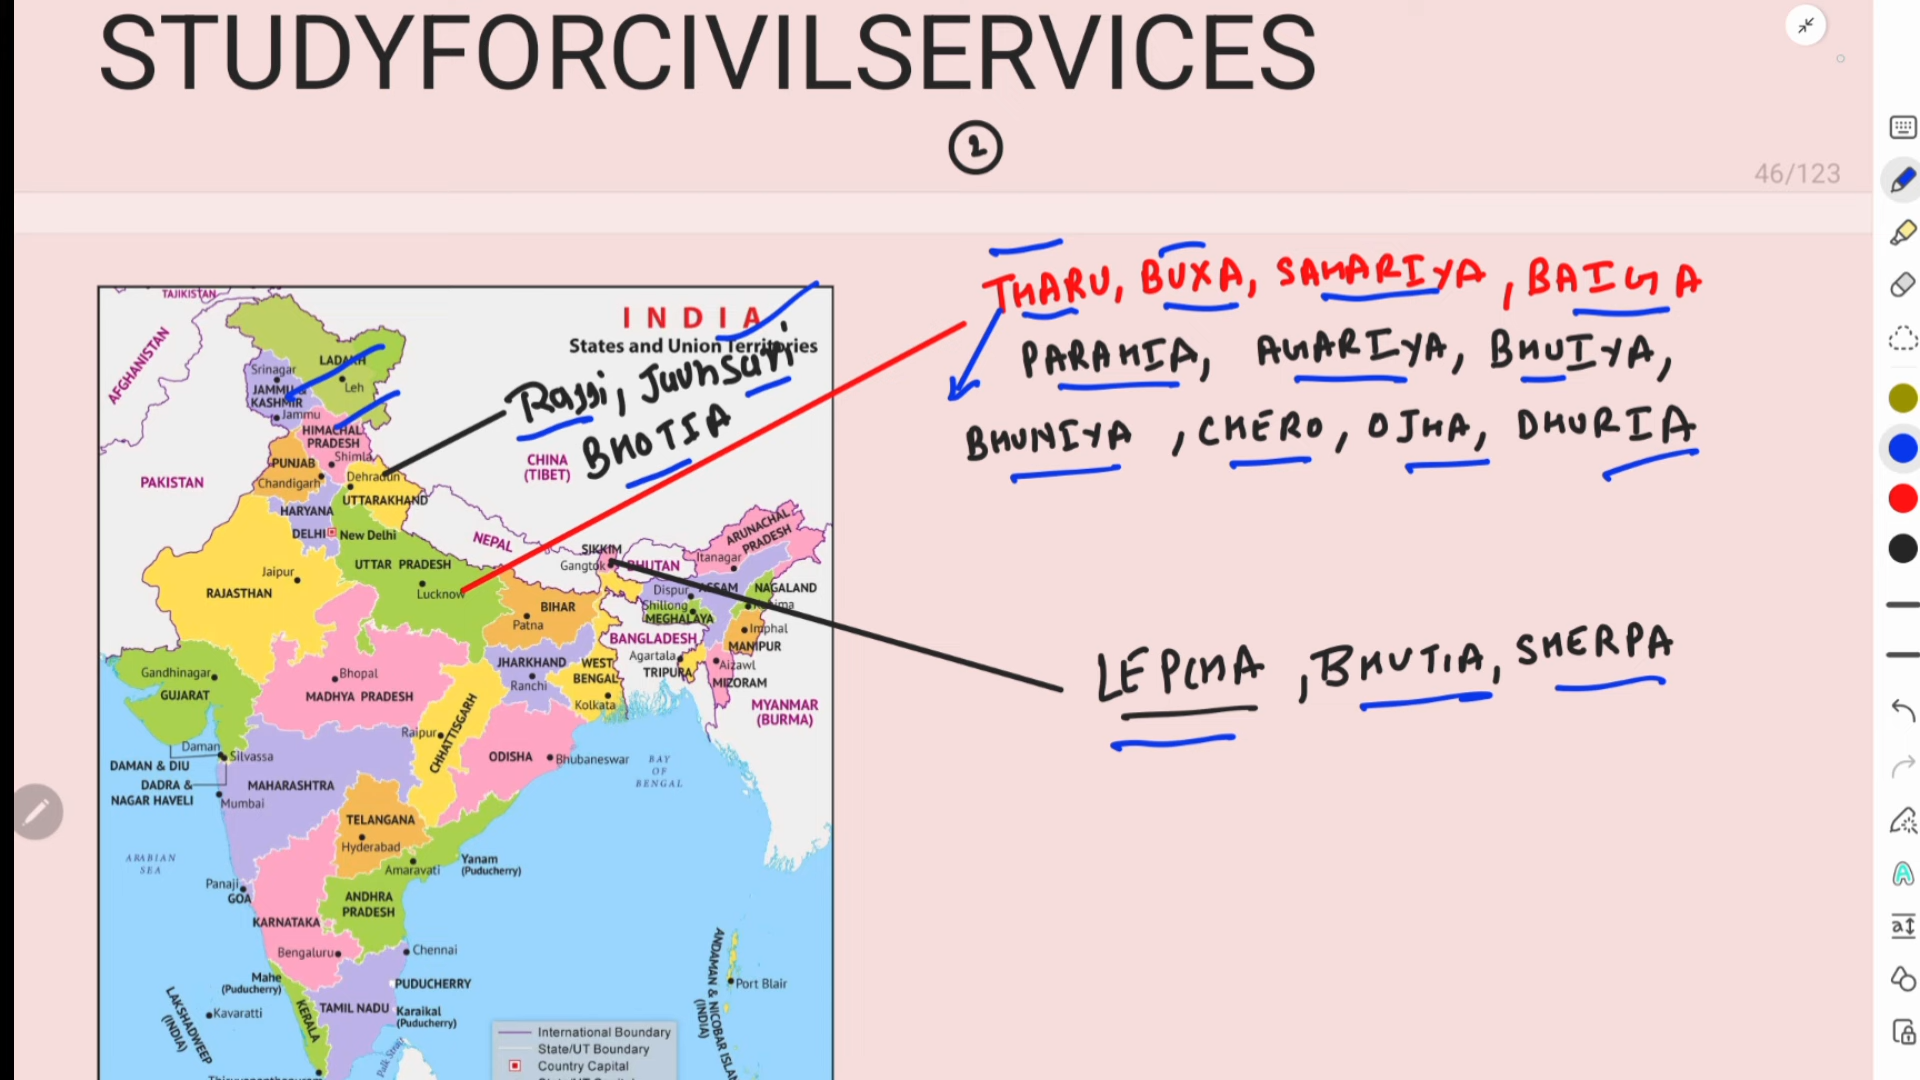 STUDYFORCIVILSERVICES
2
46/123
THARU, BUXA, SAHARIYA, BAIGA
PARAHIA, AGARIYA, BHUIYA,
BHUNIYA, CHERO, OJHA, DHURIA
LEPCHA, BHUTIA, SHERPA
BHOTIA
INDIA
States and Union Territories
TAJIKISTAN
AFGHANISTAN
PAKISTAN
CHINA
(TIBET)
NEPAL
BHUTAN
BANGLADESH
MYANMAR
(BURMA)
LADAKH
Leh
Srinagar
JAMMU &
KASHMIR
Jammu
HIMACHAL
PRADESH
Shimla
PUNJAB
Chandigarh
Dehradun
UTTARAKHAND
HARYANA
DELHI
New Delhi
UTTAR PRADESH
Lucknow
Jaipur
RAJASTHAN
SIKKIM
Gangtok
ARUNACHAL
PRADESH
Itanagar
Dispur
ASSAM
NAGALAND
Shillong
MEGHALAYA
Imphal
MANIPUR
Agartala
TRIPURA
Aizawl
MIZORAM
BIHAR
Patna
JHARKHAND
Ranchi
WEST
BENGAL
Kolkata
Gandhinagar
GUJARAT
Bhopal
MADHYA PRADESH
Raipur
CHHATTISGARH
ODISHA
Bhubaneswar
BAY
OF
BENGAL
Daman
Silvassa
DAMAN & DIU
DADRA &
NAGAR HAVELI
MAHARASHTRA
Mumbai
TELANGANA
Hyderabad
Amaravati
Yanam
(Puducherry)
ARABIAN
SEA
Panaji
GOA
ANDHRA
PRADESH
KARNATAKA
Bengaluru
Chennai
Mahe
(Puducherry)
PUDUCHERRY
TAMIL NADU
Karaikal
(Puducherry)
KERALA
LAKSHADWEEP
(INDIA)
Kavaratti
Port Blair
ANDAMAN & NICOBAR
(INDIA)
International Boundary
State/UT Boundary
Country Capital